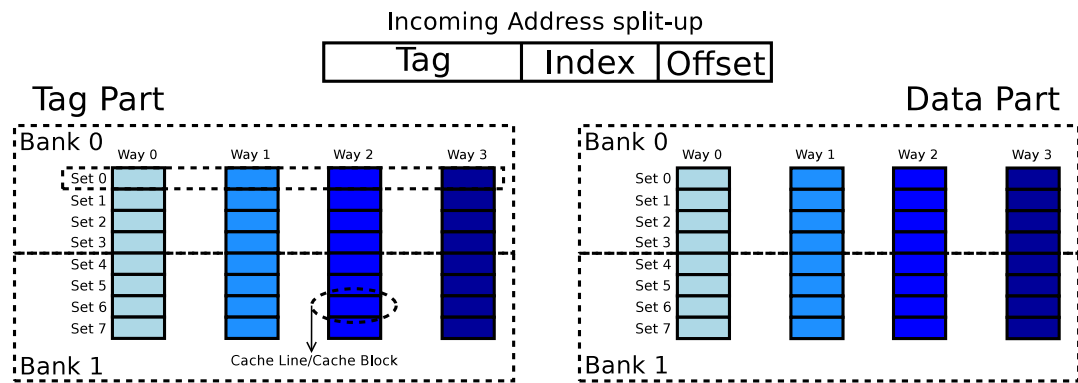 Incoming Address split-up
Tag Index Offset
Tag Part
Data Part
Bank 0
Way 0 Way 1 Way 2 Way 3
Set 0
Set 1
Set 2
Set 3
Set 4
Set 5
Set 6
Set 7
Cache Line/Cache Block
Bank 1
Bank 0
Way 0 Way 1 Way 2 Way 3
Set 0
Set 1
Set 2
Set 3
Set 4
Set 5
Set 6
Set 7
Bank 1